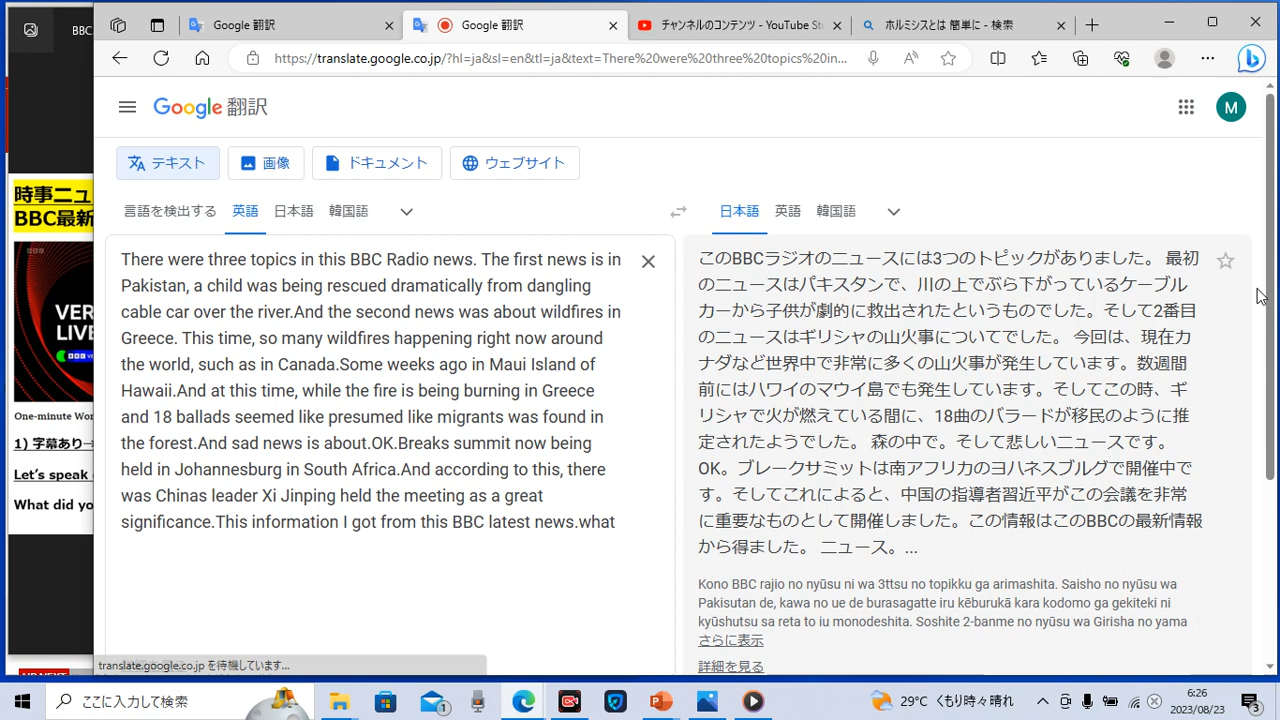 BBC
Google 翻訳
Google 翻訳
チャンネルのコンテンツ - YouTube St
ホルミシスとは 簡単に - 検索
https://translate.google.co.jp/?hl=ja&sl=en&tl=ja&text=There%20were%20three%20topics%20in...
Google 翻訳
M
テキスト
画像
ドキュメント
ウェブサイト
言語を検出する 英語 日本語 韓国語
日本語 英語 韓国語
There were three topics in this BBC Radio news. The first news is in
Pakistan, a child was being rescued dramatically from dangling
cable car over the river.And the second news was about wildfires in
Greece. This time, so many wildfires happening right now around
the world, such as in Canada.Some weeks ago in Maui Island of
Hawaii.And at this time, while the fire is being burning in Greece
and 18 ballads seemed like presumed like migrants was found in
the forest.And sad news is about.OK.Breaks summit now being
held in Johannesburg in South Africa.And according to this, there
was Chinas leader Xi Jinping held the meeting as a great
significance.This information I got from this BBC latest news.what
このBBCラジオのニュースには3つのトピックがありました。 最初
のニュースはパキスタンで、川の上でぶら下がっているケーブル
カーから子供が劇的に救出されたというものでした。そして2番目
のニュースはギリシャの山火事についてでした。 今回は、現在カ
ナダなど世界中で非常に多くの山火事が発生しています。数週間
前にはハワイのマウイ島でも発生しています。そしてこの時、ギ
リシャで火が燃えている間に、18曲のバラードが移民のように推
定されたようでした。 森の中で。そして悲しいニュースです。
OK。ブレークサミットは南アフリカのヨハネスブルグで開催中で
す。そしてこれによると、中国の指導者習近平がこの会議を非常
に重要なものとして開催しました。この情報はこのBBCの最新情報
から得ました。 ニュース。...
Kono BBC rajio no nyūsu ni wa 3ttsu no topikku ga arimashita. Saisho no nyūsu wa
Pakisutan de, kawa no ue de burasagatte iru kēburukā kara kodomo ga gekiteki ni
kyūshutsu sa reta to iu monodeshita. Soshite 2-banme no nyūsu wa Girisha no yama
さらに表示
詳細を見る
時事ニュ
BBC最新
VER
LIVE
One-minute Wor
1) 字幕あり→
Let's speak
What did yo
translate.google.co.jp を待機しています...
ここに入力して検索
1
29°C くもり時々晴れ
6:26
2023/08/23
3